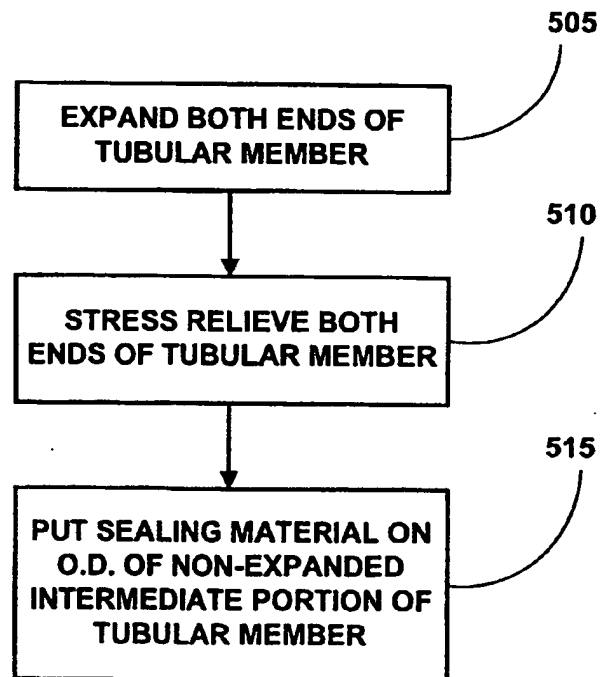 505
EXPAND BOTH ENDS OF
TUBULAR MEMBER
510
STRESS RELIEVE BOTH
ENDS OF TUBULAR MEMBER
515
PUT SEALING MATERIAL ON
O.D. OF NON-EXPANDED
INTERMEDIATE PORTION OF
TUBULAR MEMBER